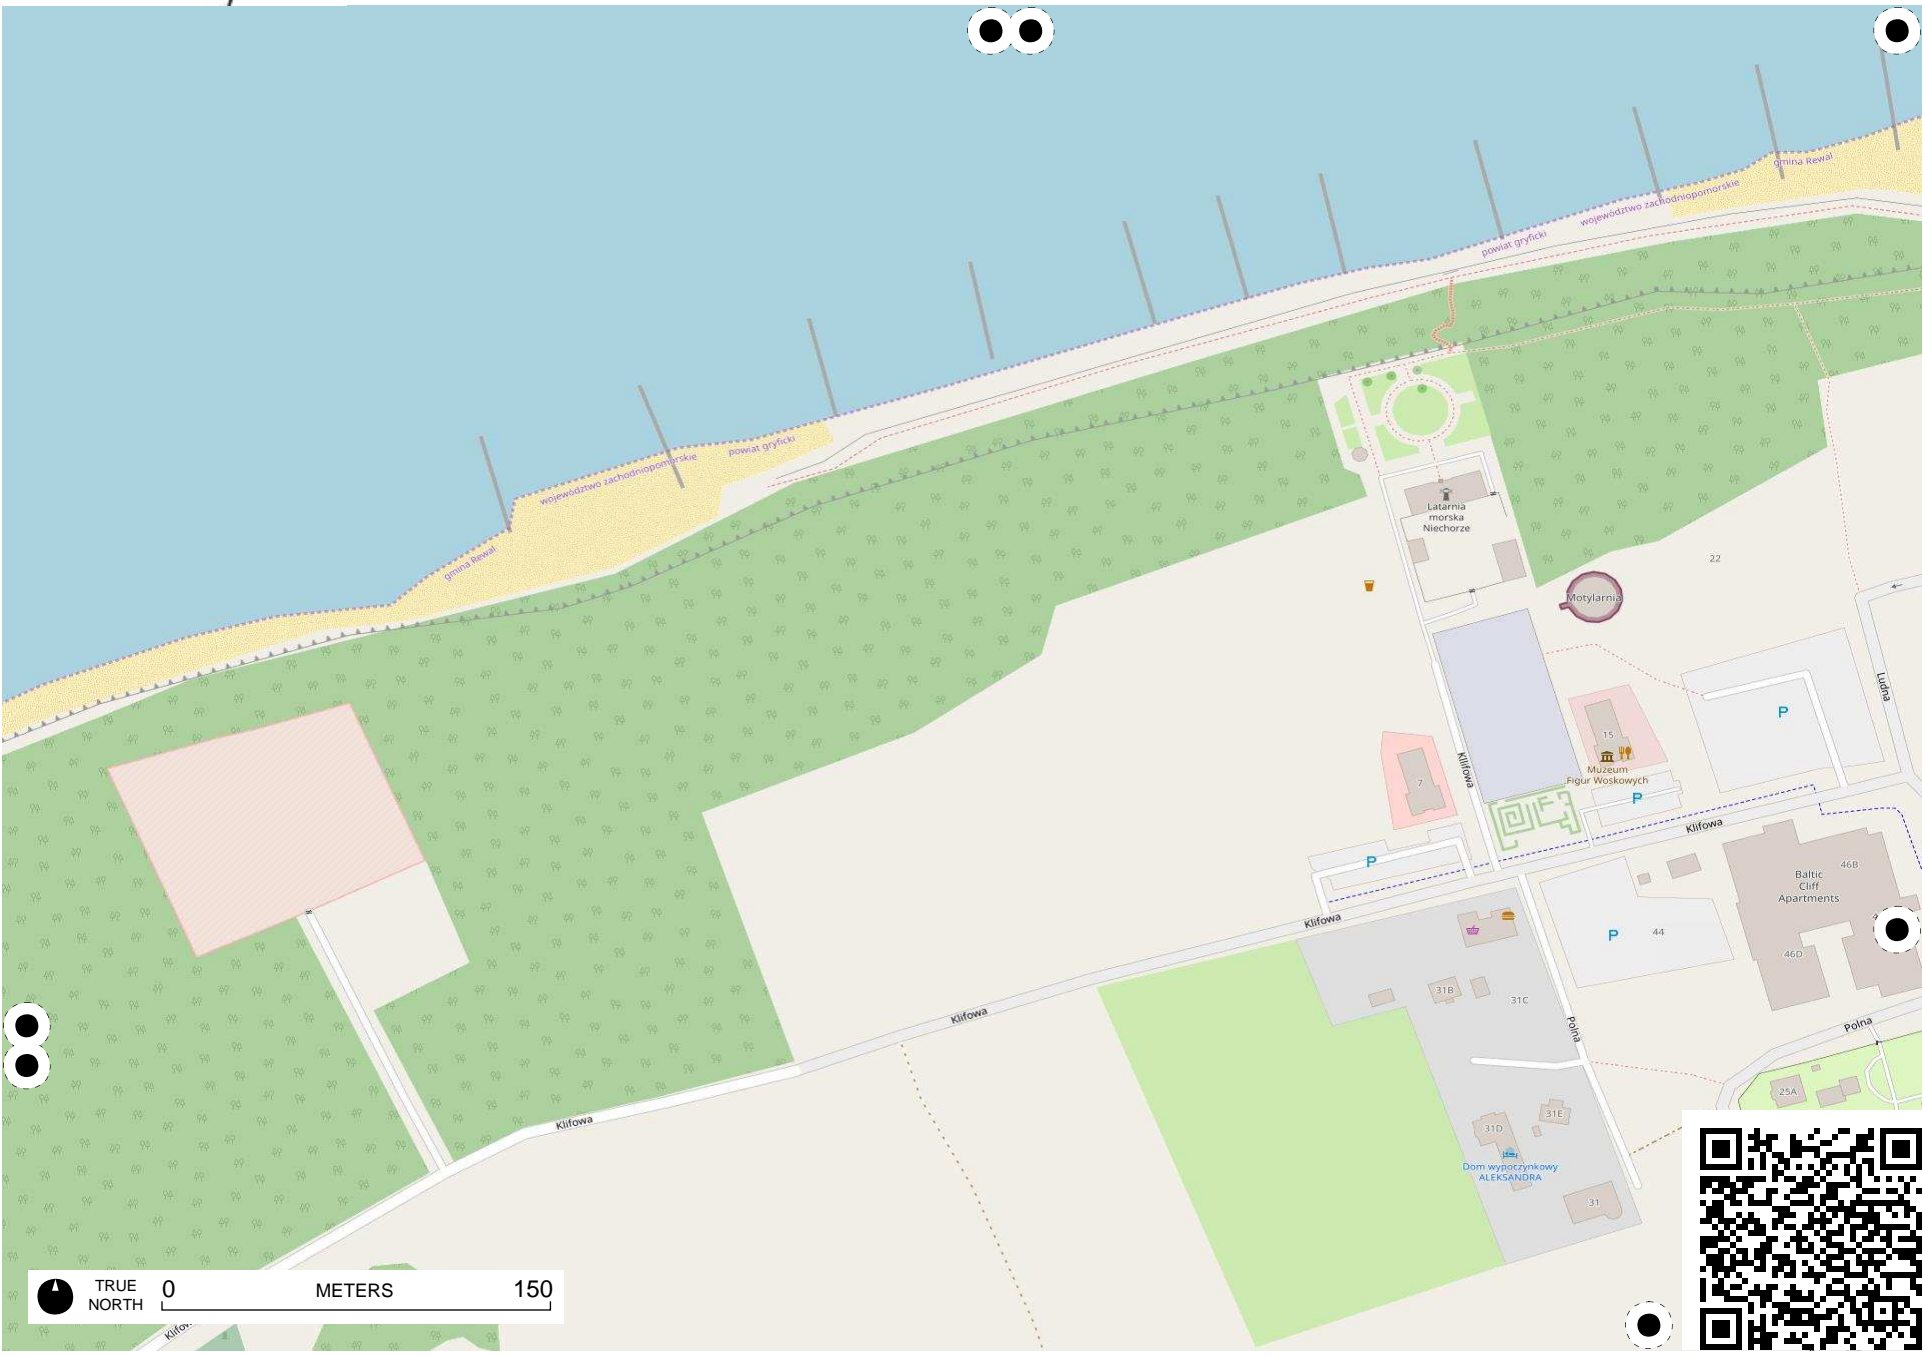 gmina Rewal
województwo zachodniopomorskie
powiat gryficki
powiat gryficki
województwo zachodniopomorskie
gmina Rewal
Latarnia
morska
Niechorze
22
Motylarnia
Ludna
15
Muzeum
Figur Woskowych
P
Klifowa
7
P
P
Klifowa
46B
Baltic
Cliff
Apartments
Klifowa
P
44
46D
31B
31C
Klifowa
Polna
Polna
25A
Klifowa
31D
31E
Dom wypoczynkowy
ALEKSANDRA
31
TRUE
NORTH
0 METERS 150